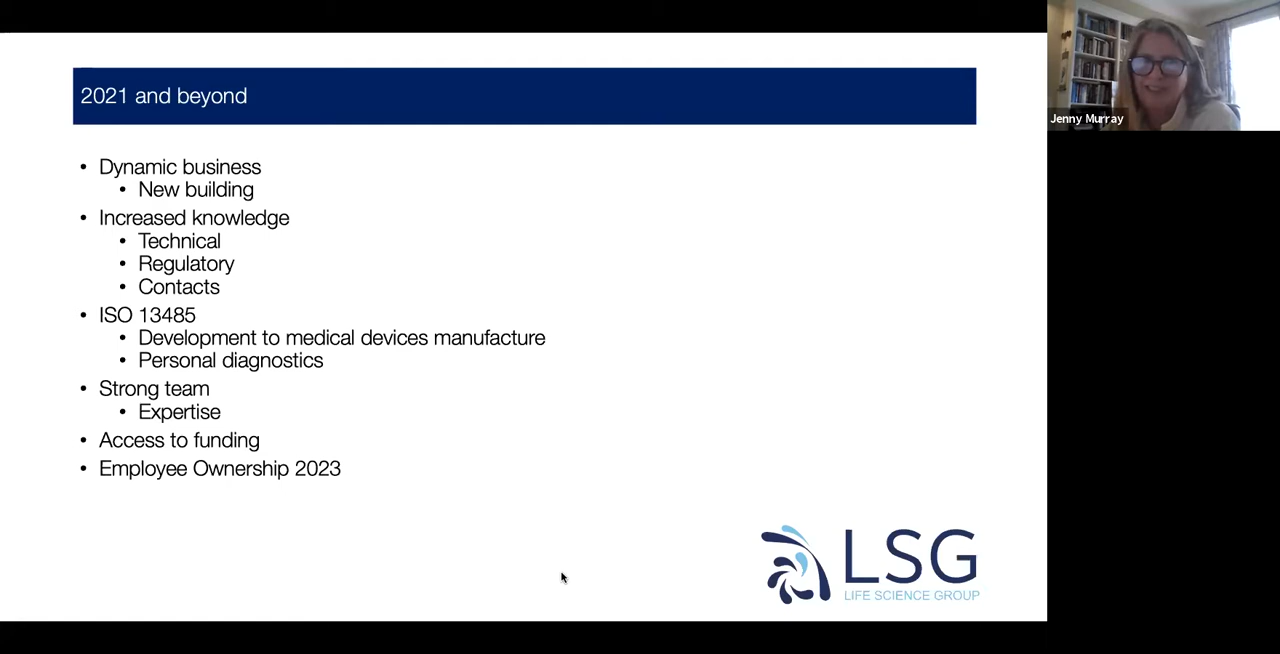 2021 and beyond
• Dynamic business
• New building
• Increased knowledge
• Technical
• Regulatory
• Contacts
• ISO 13485
• Development to medical devices manufacture
• Personal diagnostics
• Strong team
• Expertise
• Access to funding
• Employee Ownership 2023
LSG
LIFE SCIENCE GROUP
Jenny Murray